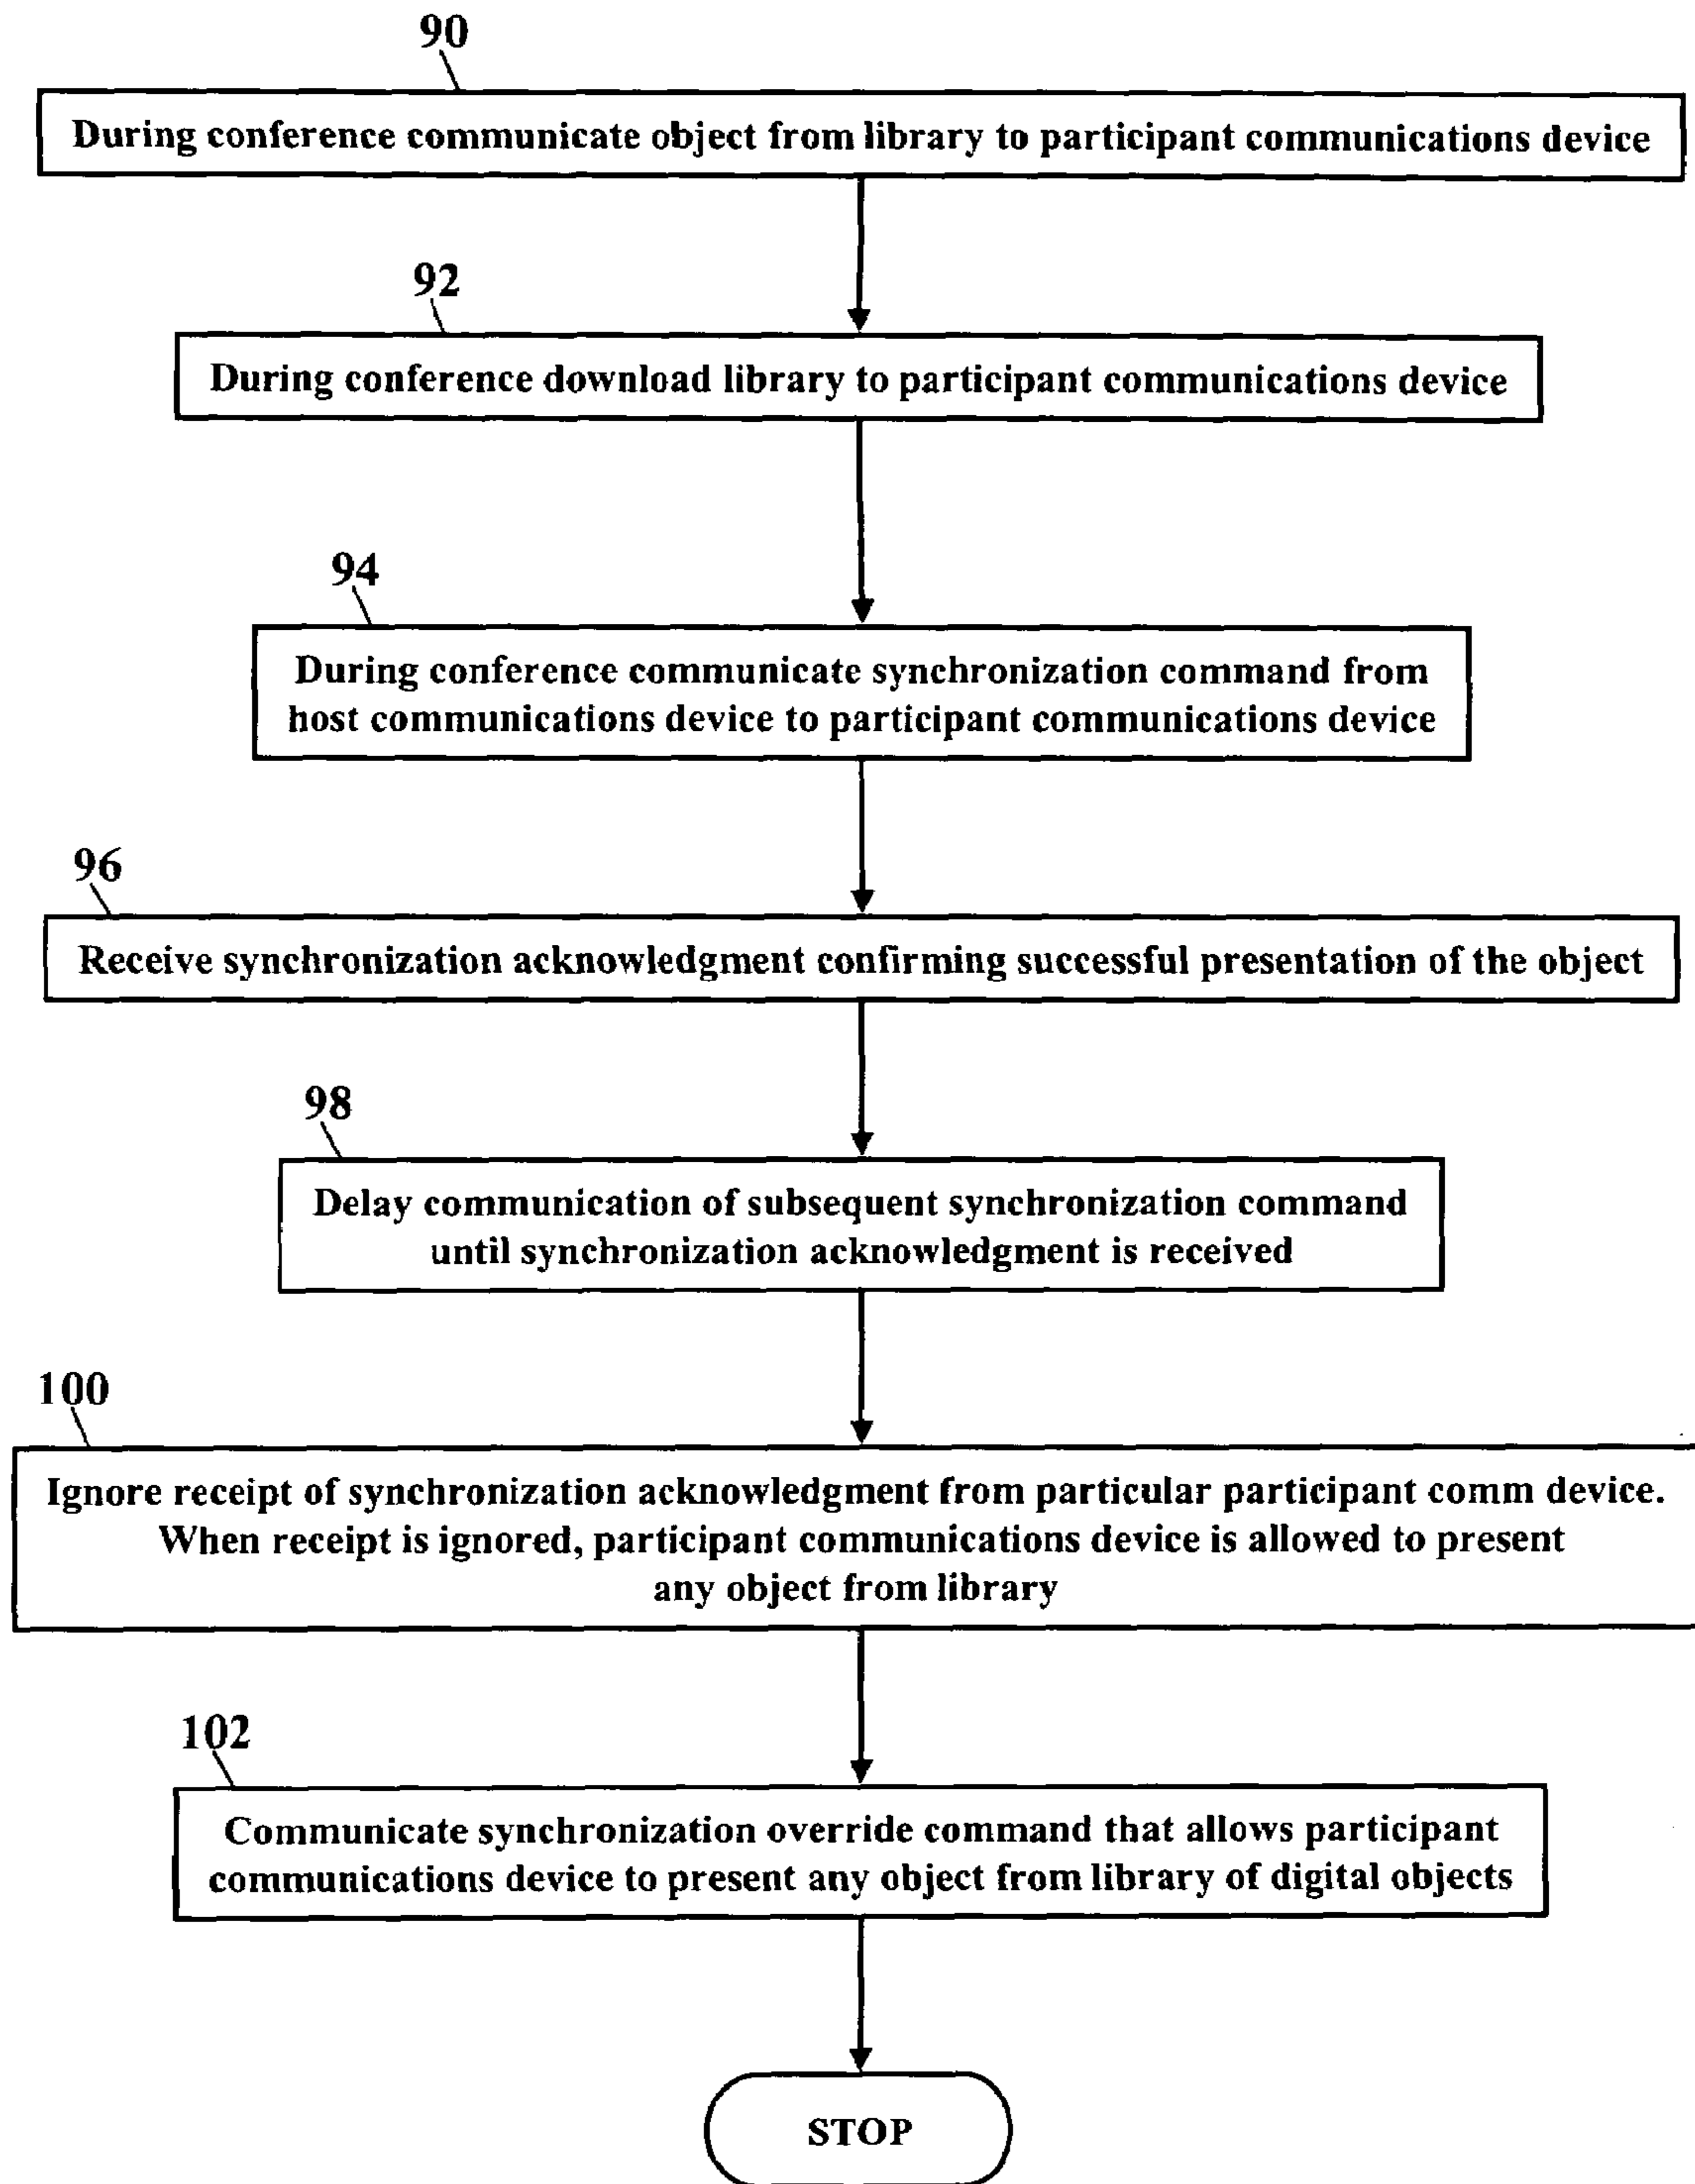 90
During conference communicate object from library to participant communications device
92
During conference download library to participant communications device
94
During conference communicate synchronization command from
host communications device to participant communications device
96
Receive synchronization acknowledgment confirming successful presentation of the object
98
Delay communication of subsequent synchronization command
until synchronization acknowledgment is received
100
Ignore receipt of synchronization acknowledgment from particular participant comm device.
When receipt is ignored, participant communications device is allowed to present
any object from library
102
Communicate synchronization override command that allows participant
communications device to present any object from library of digital objects
STOP